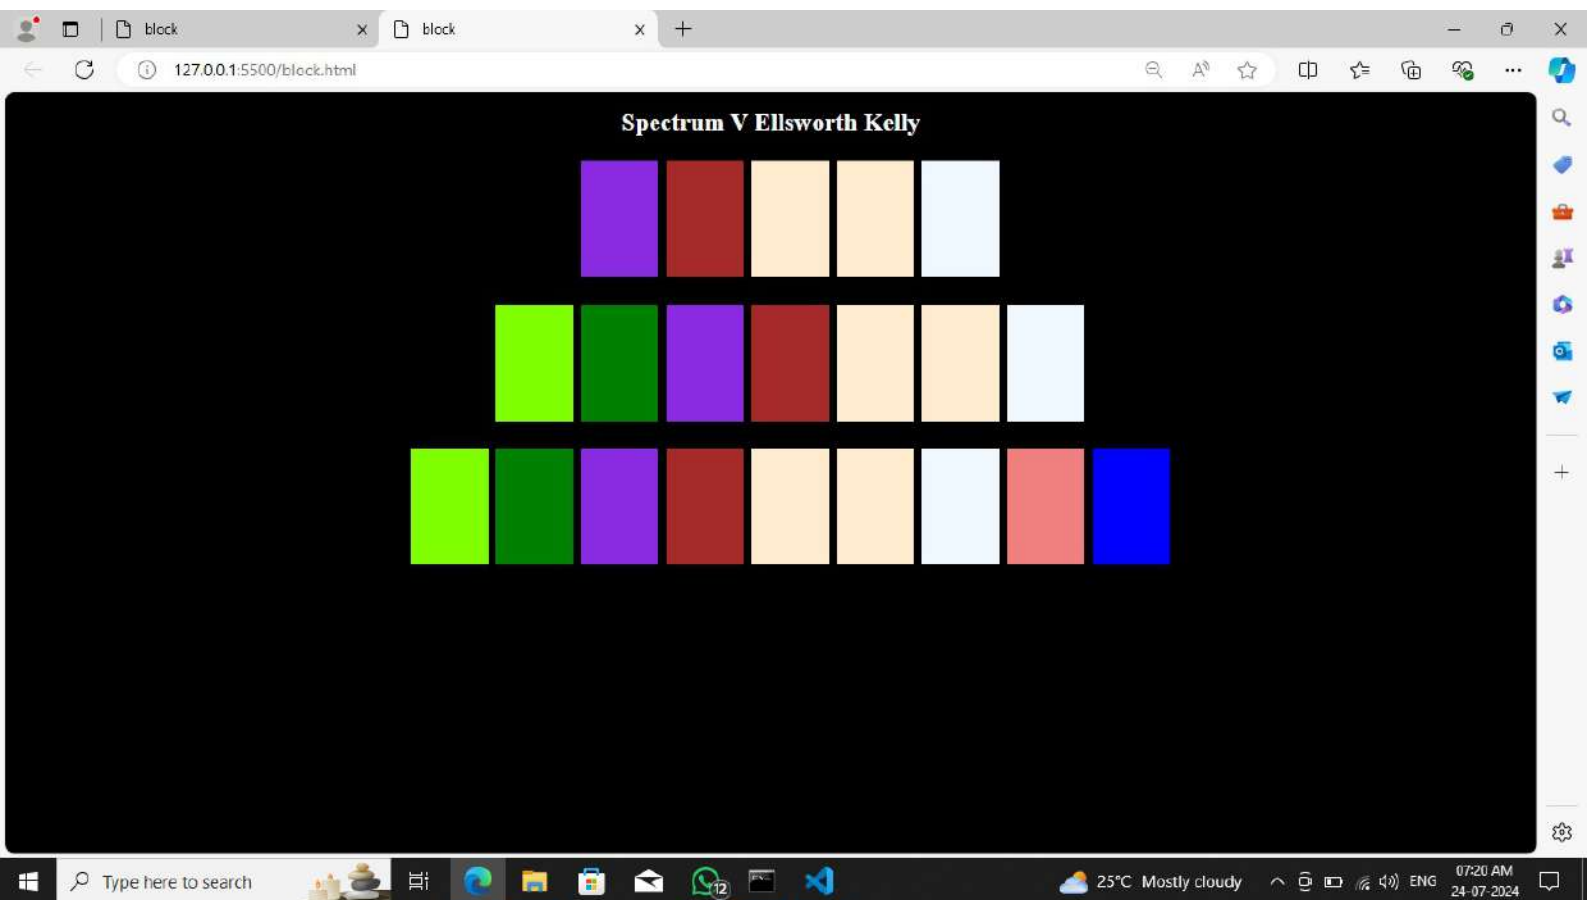 block
block
127.0.0.1:5500/block.html
Spectrum V Ellsworth Kelly
Type here to search
12
25°C Mostly cloudy
ENG
07:20 AM
24-07-2024